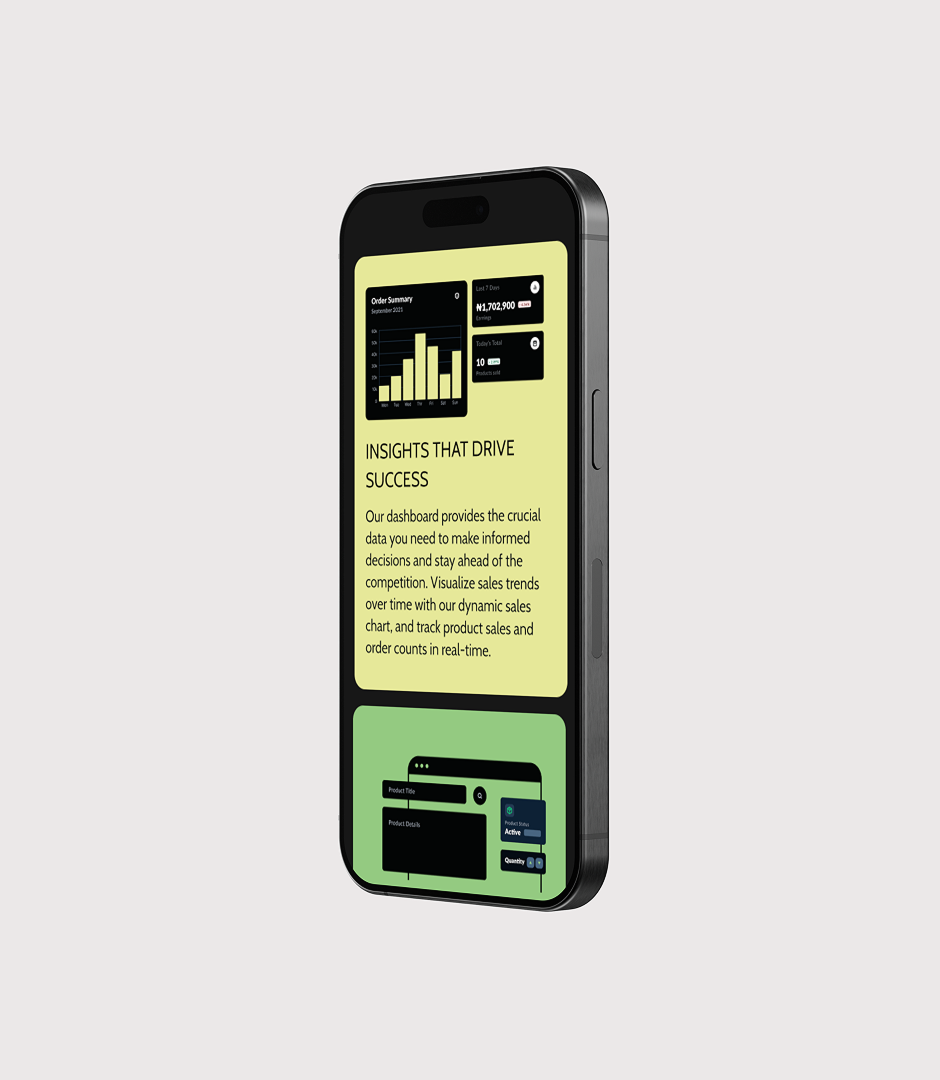 Order Summary
September 2021
60k
50k
40k
30k
20k
10k
0
Mon Tue Wed Thr Fri Sat Sun
Last 7 Days
₦1,702,900
Earnings
Today's Total
10
Products sold
INSIGHTS THAT DRIVE
SUCCESS
Our dashboard provides the crucial
data you need to make informed
decisions and stay ahead of the
competition. Visualize sales trends
over time with our dynamic sales
chart, and track product sales and
order counts in real-time.
Product Title
Product Details
Product Status
Active
Quantity